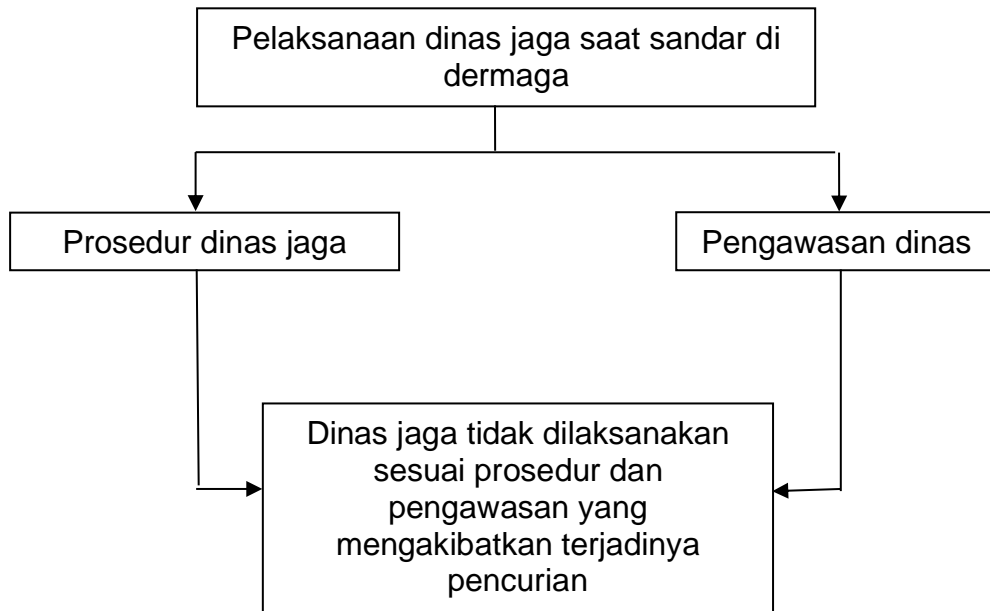 Pelaksanaan dinas jaga saat sandar di
dermaga
Prosedur dinas jaga
Pengawasan dinas
Dinas jaga tidak dilaksanakan
sesuai prosedur dan
pengawasan yang
mengakibatkan terjadinya
pencurian